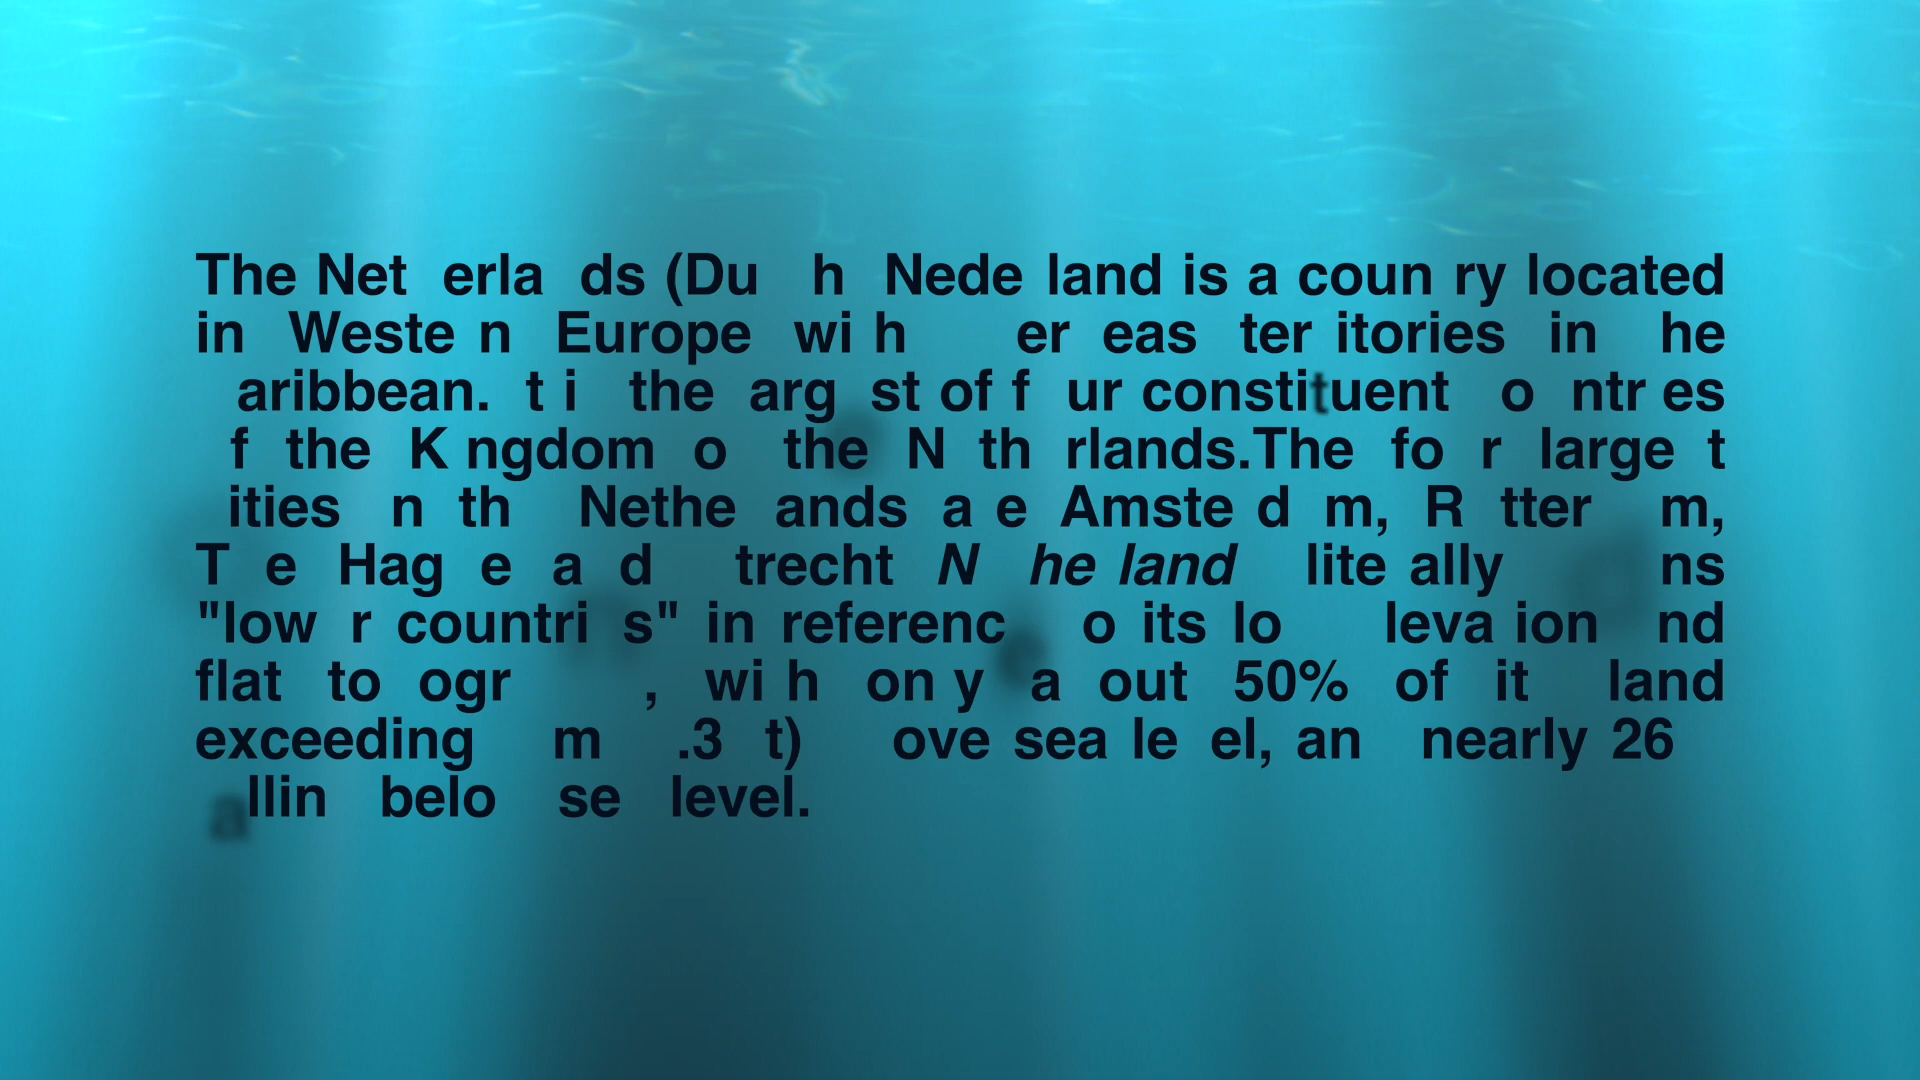 The Net erla ds (Du h Nede land is a coun ry located
in Weste n Europe wi h er eas ter itories in he
aribbean. t i the arg st of f ur constituent o ntr es
f the K ngdom o the N th rlands.The fo r large t
ities n th Nethe ands a e Amste d m, R tter m,
T e Hag e a d trecht N he land lite ally ns
"low r countri s" in referenc e o its lo leva ion nd
flat to ogr , wi h on y a out 50% of it land
exceeding m .3 t) ove sea le el, an nearly 26
a llin belo se level.